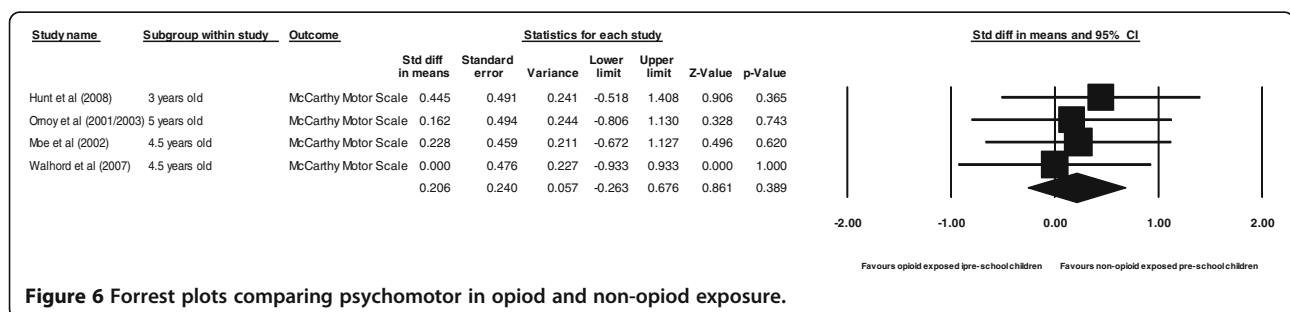 Study name Subgroup within study Outcome Statistics for each study Std diff in means and 95% CI
Std diff Standard Lower Upper
in means error Variance limit limit Z-Value p-Value
Hunt et al (2008) 3 years old McCarthy Motor Scale 0.445 0.491 0.241 -0.518 1.408 0.906 0.365
Ornoy et al (2001/2003) 5 years old McCarthy Motor Scale 0.162 0.494 0.244 -0.806 1.130 0.328 0.743
Moe et al (2002) 4.5 years old McCarthy Motor Scale 0.228 0.459 0.211 -0.672 1.127 0.496 0.620
Walhord et al (2007) 4.5 years old McCarthy Motor Scale 0.000 0.476 0.227 -0.933 0.933 0.000 1.000
0.206 0.240 0.057 -0.263 0.676 0.861 0.389
-2.00 -1.00 0.00 1.00 2.00
Favours opioid exposed ipre-school children Favours non-opioid exposed pre-school children
Figure 6 Forrest plots comparing psychomotor in opiod and non-opiod exposure.